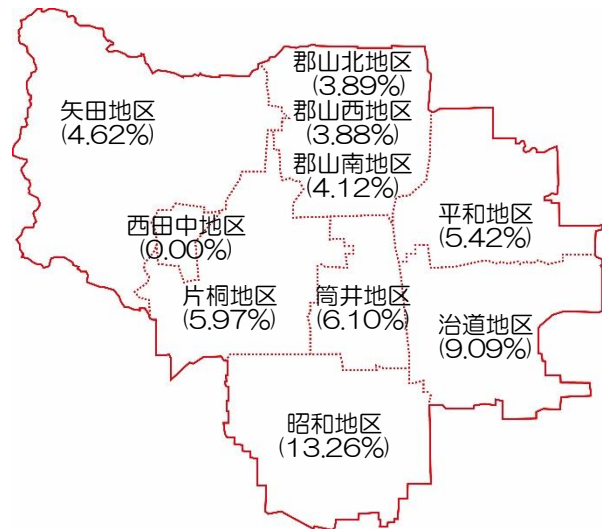 郡山北地区
(3.89%)
郡山西地区
(3.88%)
郡山南地区
(4.12%)
矢田地区
(4.62%)
西田中地区
(0.00%)
平和地区
(5.42%)
片桐地区
(5.97%)
筒井地区
(6.10%)
治道地区
(9.09%)
昭和地区
(13.26%)